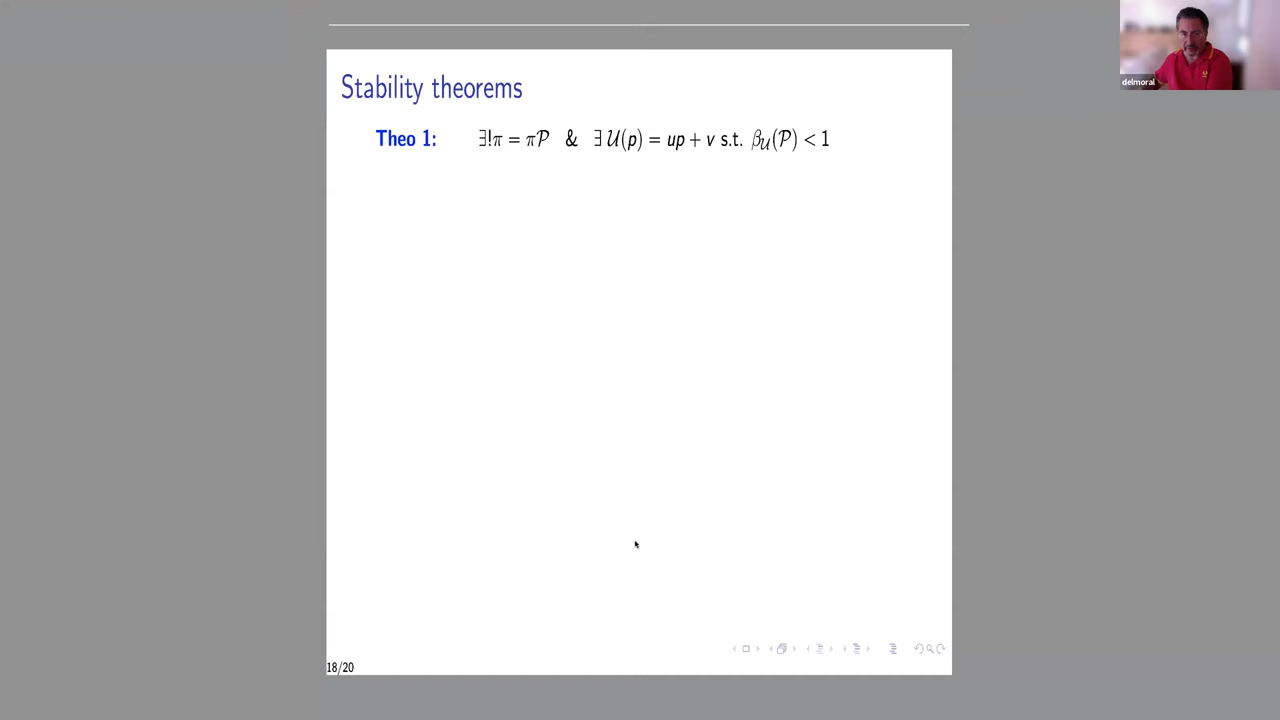 delmoral
Stability theorems
Theo 1: ∃!π = π𝒫 & ∃ 𝒰(p) = up + v s.t. β_𝒰(𝒫) < 1
18/20